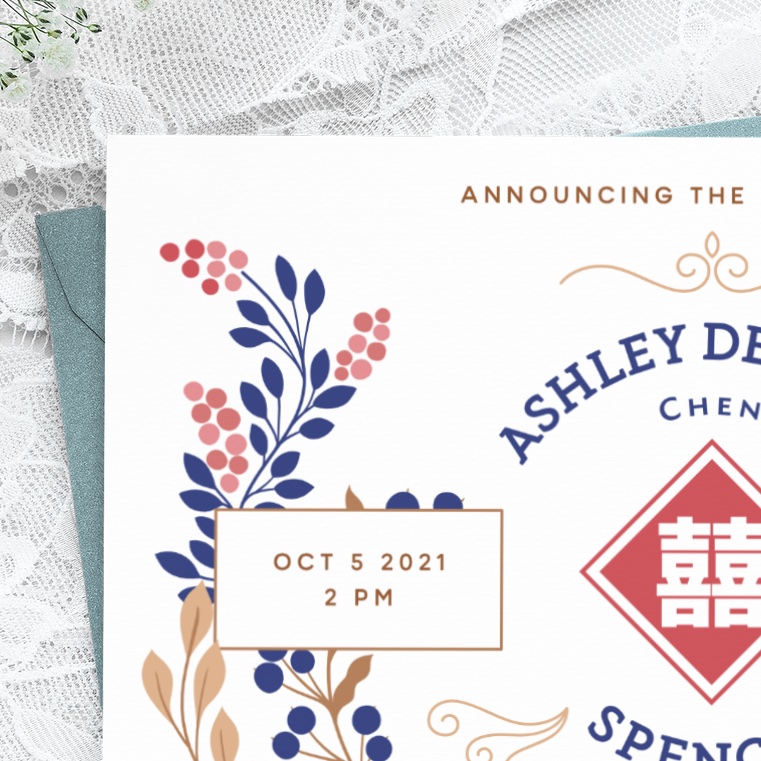 ANNOUNCING THE
ASHLEY DE
CHEN
囍
OCT 5 2021
2 PM
SPENC